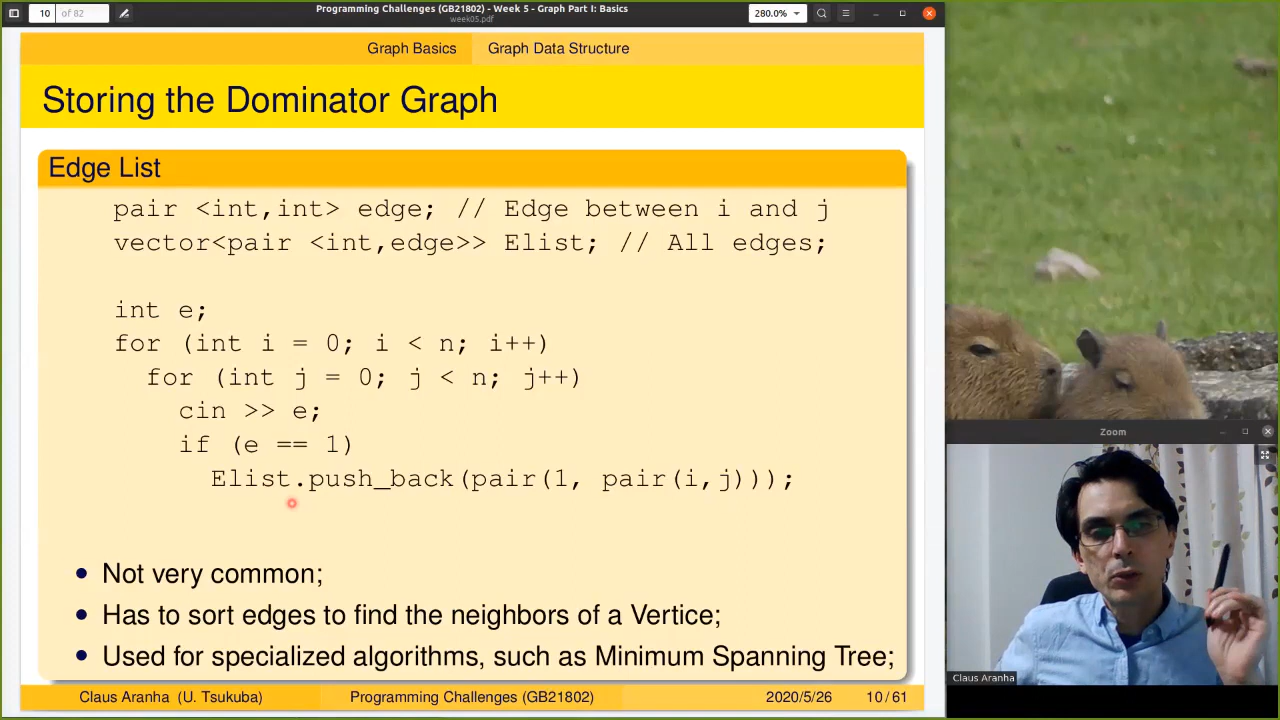 10 of 82
Programming Challenges (GB21802) - Week 5 - Graph Part I: Basics
week05.pdf
280.0%
Graph Basics Graph Data Structure
Storing the Dominator Graph
Edge List
pair <int,int> edge; // Edge between i and j
vector<pair <int,edge>> Elist; // All edges;
int e;
for (int i = 0; i < n; i++)
for (int j = 0; j < n; j++)
cin >> e;
if (e == 1)
Elist.push_back(pair(1, pair(i,j)));
• Not very common;
• Has to sort edges to find the neighbors of a Vertice;
• Used for specialized algorithms, such as Minimum Spanning Tree;
Claus Aranha (U. Tsukuba) Programming Challenges (GB21802) 2020/5/26 10 / 61
Zoom
Claus Aranha